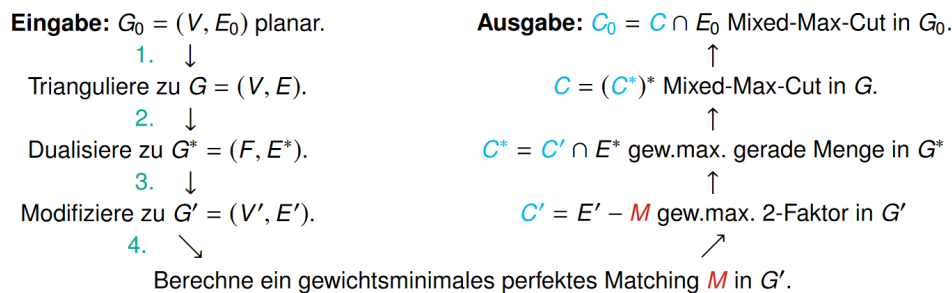 Eingabe: G₀ = (V, E₀) planar.
1. ↓
Trianguliere zu G = (V, E).
2. ↓
Dualisiere zu G* = (F, E*).
3. ↓
Modifiziere zu G′ = (V′, E′).
4. ↘
Berechne ein gewichtsminimales perfektes Matching M in G′.
↗
C′ = E′ − M gew.max. 2-Faktor in G′
↑
C* = C′ ∩ E* gew.max. gerade Menge in G*
↑
C = (C*)* Mixed-Max-Cut in G.
↑
Ausgabe: C₀ = C ∩ E₀ Mixed-Max-Cut in G₀.